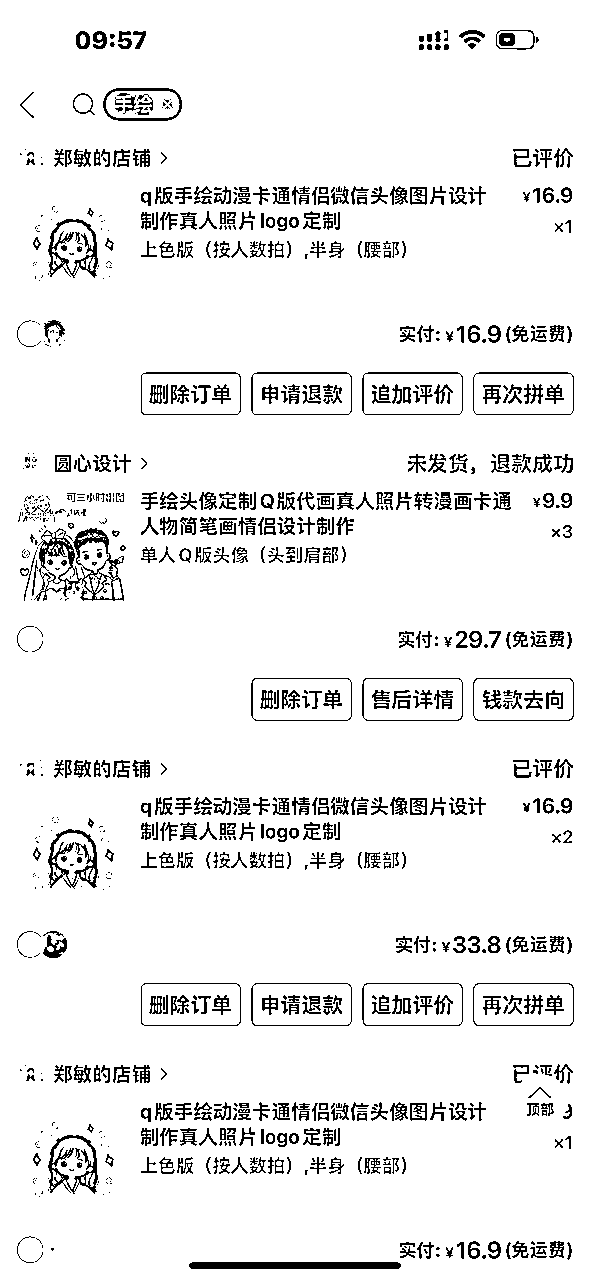 09:57
手绘
郑敏的店铺 >
已评价
q版手绘动漫卡通情侣微信头像图片设计
¥16.9
制作真人照片logo定制
×1
上色版（按人数拍）,半身（腰部）
实付: ¥16.9 (免运费)
删除订单 申请退款 追加评价 再次拼单
圆心设计 >
未发货，退款成功
可三小时出图
手绘头像定制Q版代画真人照片转漫画卡通
¥9.9
人物简笔画情侣设计制作
×3
单人Q版头像（头到肩部）
实付: ¥29.7 (免运费)
删除订单 售后详情 钱款去向
郑敏的店铺 >
已评价
q版手绘动漫卡通情侣微信头像图片设计
¥16.9
制作真人照片logo定制
×2
上色版（按人数拍）,半身（腰部）
实付: ¥33.8 (免运费)
删除订单 申请退款 追加评价 再次拼单
郑敏的店铺 >
已评价
q版手绘动漫卡通情侣微信头像图片设计
顶部
制作真人照片logo定制
×1
上色版（按人数拍）,半身（腰部）
实付: ¥16.9 (免运费)